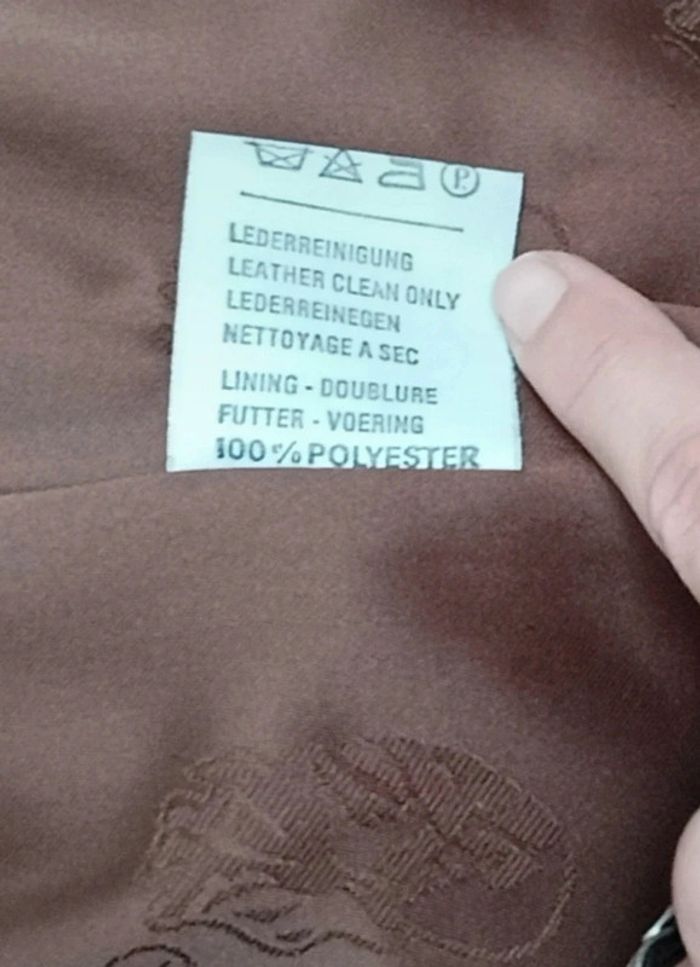 P
LEDERREINIGUNG
LEATHER CLEAN ONLY
LEDERREINEGEN
NETTOYAGE A SEC
LINING - DOUBLURE
FUTTER - VOERING
100% POLYESTER